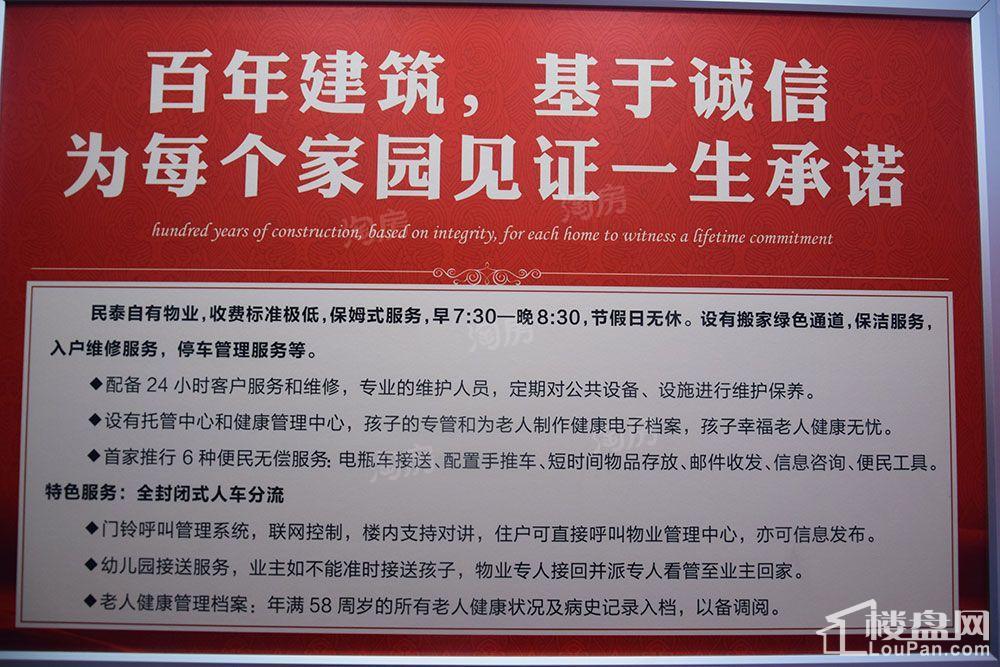 百年建筑，基于诚信
为每个家园见证一生承诺
hundred years of construction, based on integrity, for each home to witness a lifetime commitment
民泰自有物业，收费标准极低，保姆式服务，早7:30—晚8:30，节假日无休。设有搬家绿色通道，保洁服务，
入户维修服务，停车管理服务等。
◆配备24小时客户服务和维修，专业的维护人员，定期对公共设备、设施进行维护保养。
◆设有托管中心和健康管理中心，孩子的专管和为老人制作健康电子档案，孩子幸福老人健康无忧。
◆首家推行6种便民无偿服务：电瓶车接送、配置手推车、短时间物品存放、邮件收发、信息咨询、便民工具。
特色服务：全封闭式人车分流
◆门铃呼叫管理系统，联网控制，楼内支持对讲，住户可直接呼叫物业管理中心，亦可信息发布。
◆幼儿园接送服务，业主如不能准时接送孩子，物业专人接回并派专人看管至业主回家。
◆老人健康管理档案：年满58周岁的所有老人健康状况及病史记录入档，以备调阅。
淘房
淘房
淘房
淘房
淘房
楼盘网
LouPan.com